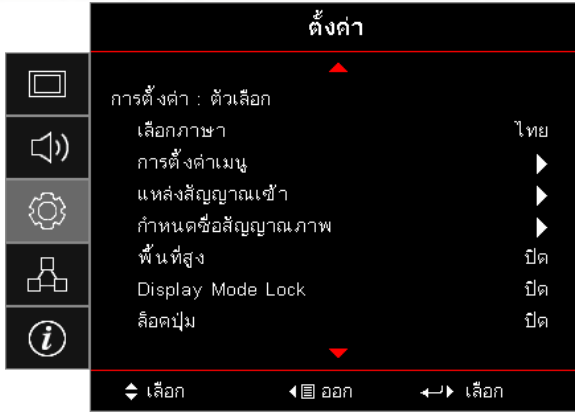 ตั้งค่า
การตั้งค่า : ตัวเลือก
เลือกภาษา ไทย
การตั้งค่าเมนู
แหล่งสัญญาณเข้า
กำหนดชื่อสัญญาณภาพ
พื้นที่สูง ปิด
Display Mode Lock ปิด
ล็อคปุ่ม ปิด
เลือก ออก เลือก